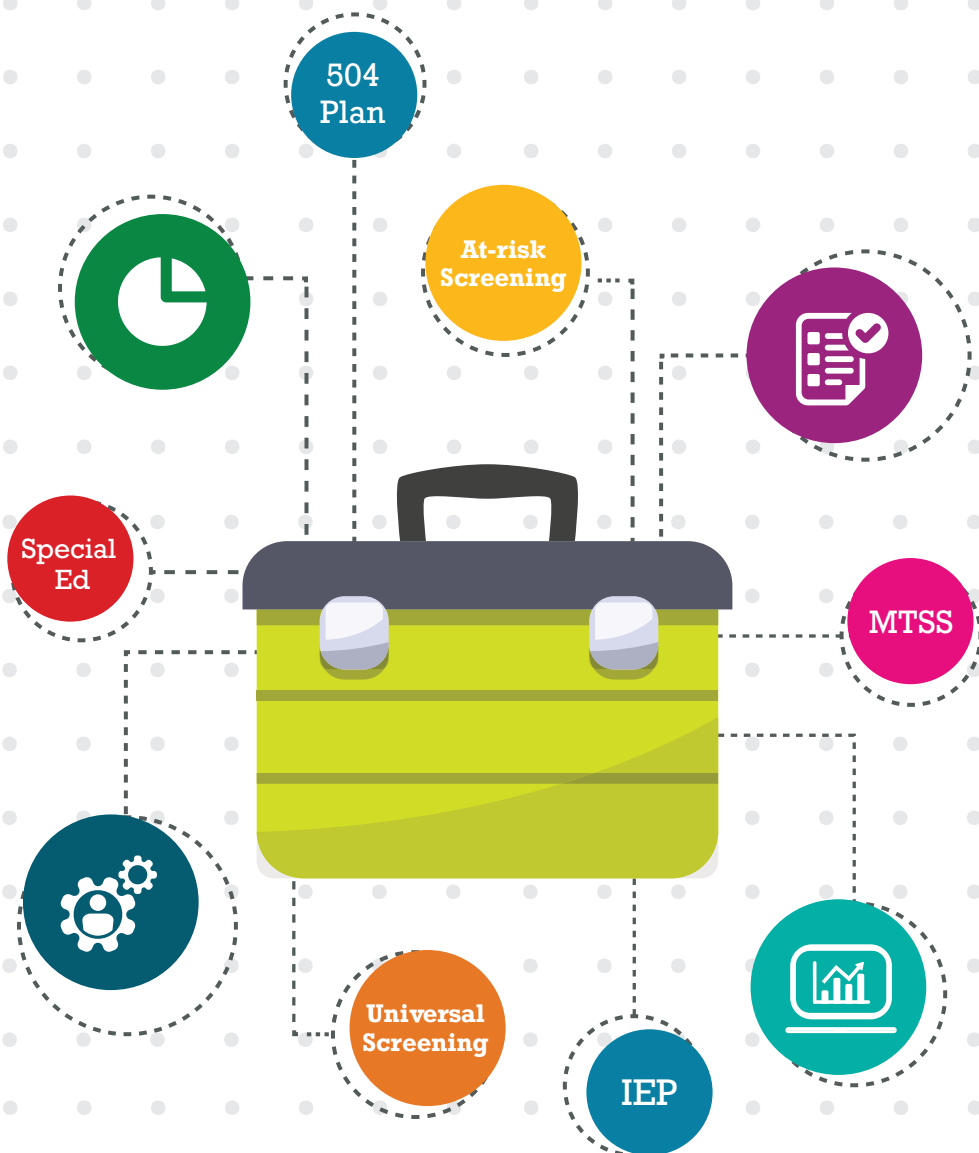 504
Plan
At-risk
Screening
Special
Ed
MTSS
Universal
Screening
IEP